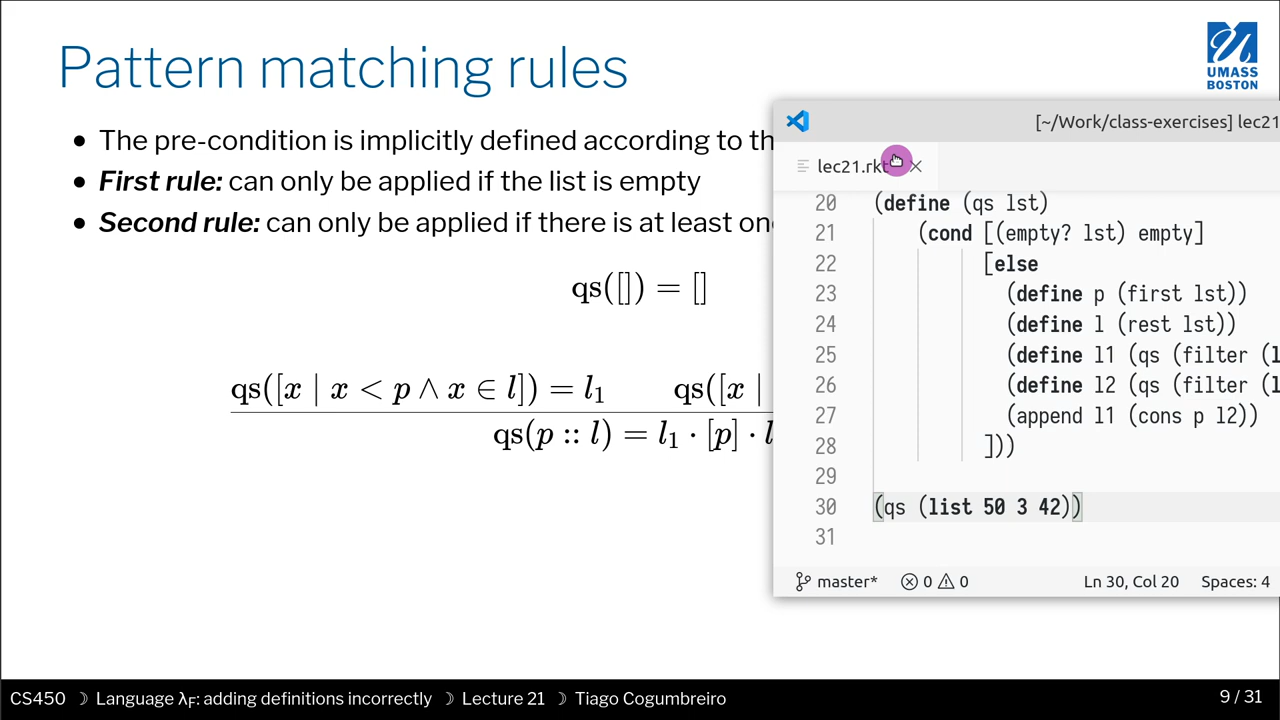 Pattern matching rules
UMASS
BOSTON
• The pre-condition is implicitly defined according to th
• First rule: can only be applied if the list is empty
• Second rule: can only be applied if there is at least on
qs([]) = []
qs([x | x < p ∧ x ∈ l]) = l₁ qs([x |
qs(p :: l) = l₁ · [p] · l
[~/Work/class-exercises] lec21
lec21.rkt
20 (define (qs lst)
21 (cond [(empty? lst) empty]
22 [else
23 (define p (first lst))
24 (define l (rest lst))
25 (define l1 (qs (filter (l
26 (define l2 (qs (filter (l
27 (append l1 (cons p l2))
28 ]))
29
30 (qs (list 50 3 42))
31
master* 0 0 Ln 30, Col 20 Spaces: 4
CS450 ☽ Language λF: adding definitions incorrectly ☽ Lecture 21 ☽ Tiago Cogumbreiro 9 / 31